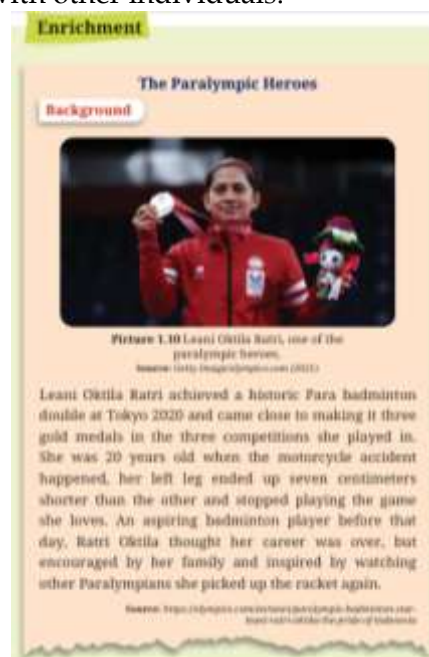 with other individuals.
Enrichment
The Paralympic Heroes
Background
Picture 1.10 Leani Oktila Ratri, one of the
paralympic heroes.
Source: (2021)
Leani Oktila Ratri achieved a historic Para badminton
double at Tokyo 2020 and came close to making it three
gold medals in the three competitions she played in.
She was 20 years old when the motorcycle accident
happened, her left leg ended up seven centimeters
shorter than the other and stopped playing the game
she loves. An aspiring badminton player before that
day, Ratri Oktila thought her career was over, but
encouraged by her family and inspired by watching
other Paralympians she picked up the racket again.
Source: